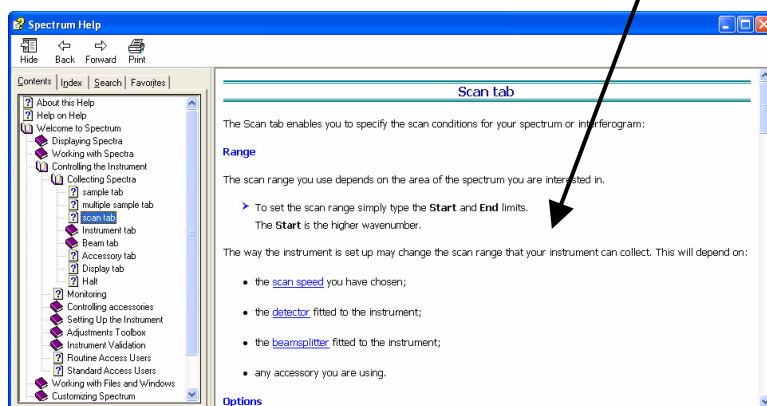 Spectrum Help
Hide Back Forward Print
Contents Index Search Favorites
About this Help
Help on Help
Welcome to Spectrum
Displaying Spectra
Working with Spectra
Controlling the Instrument
Collecting Spectra
sample tab
multiple sample tab
scan tab
Instrument tab
Beam tab
Accessory tab
Display tab
Halt
Monitoring
Controlling accessories
Setting Up the Instrument
Adjustments Toolbox
Instrument Validation
Routine Access Users
Standard Access Users
Working with Files and Windows
Customizing Spectrum
Scan tab
The Scan tab enables you to specify the scan conditions for your spectrum or interferogram:
Range
The scan range you use depends on the area of the spectrum you are interested in.
To set the scan range simply type the Start and End limits.
The Start is the higher wavenumber.
The way the instrument is set up may change the scan range that your instrument can collect. This will depend on:
• the scan speed you have chosen;
• the detector fitted to the instrument;
• the beamsplitter fitted to the instrument;
• any accessory you are using.
Options